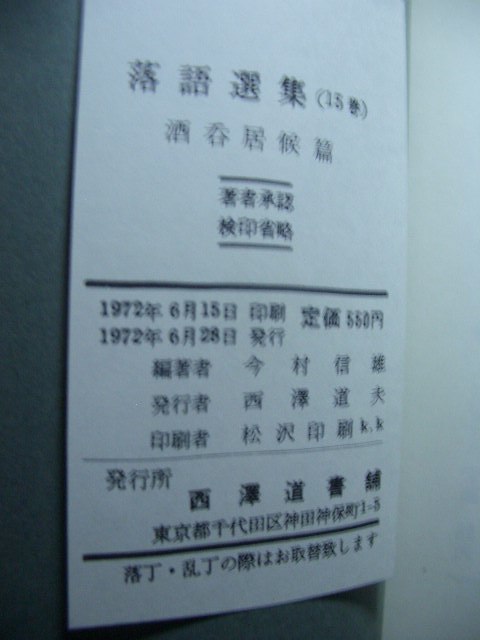 落語選集(15巻)
酒呑居候篇
著者承認
検印省略
1972年 6月15日 印刷 定価 550円
1972年 6月28日 発行
編著者 今村信雄
発行者 西澤道夫
印刷者 松沢印刷k.k
発行所 西澤道書舗
東京都千代田区神田神保町1-5
落丁・乱丁の際はお取替致します